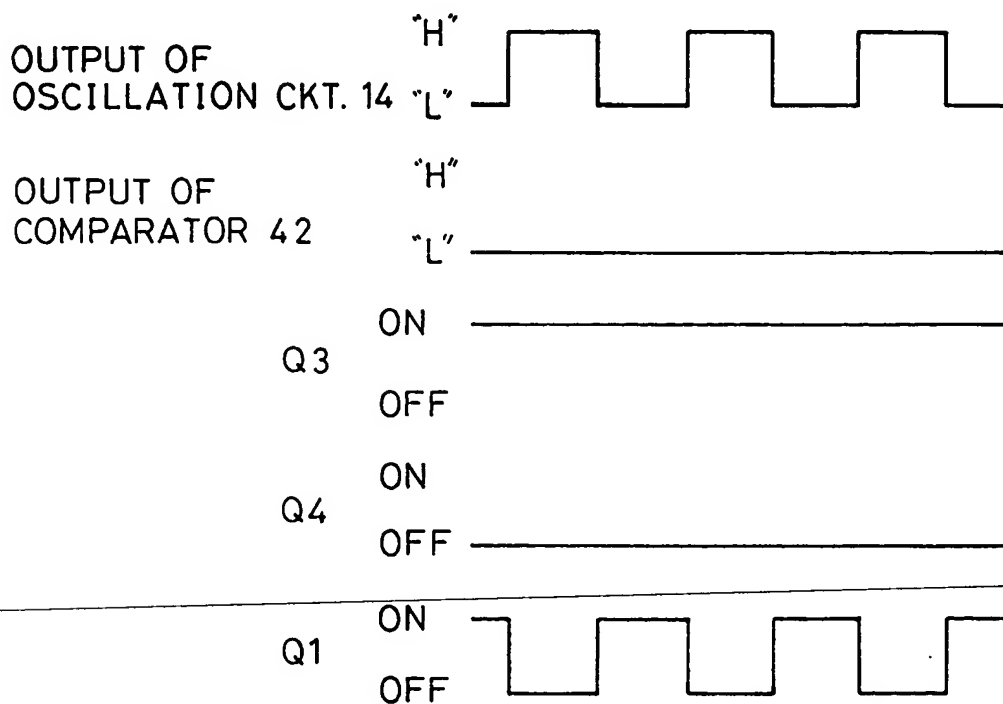 OUTPUT OF
OSCILLATION CKT. 14
"H"
"L"
OUTPUT OF
COMPARATOR 42
"H"
"L"
Q3
ON
OFF
Q4
ON
OFF
Q1
ON
OFF